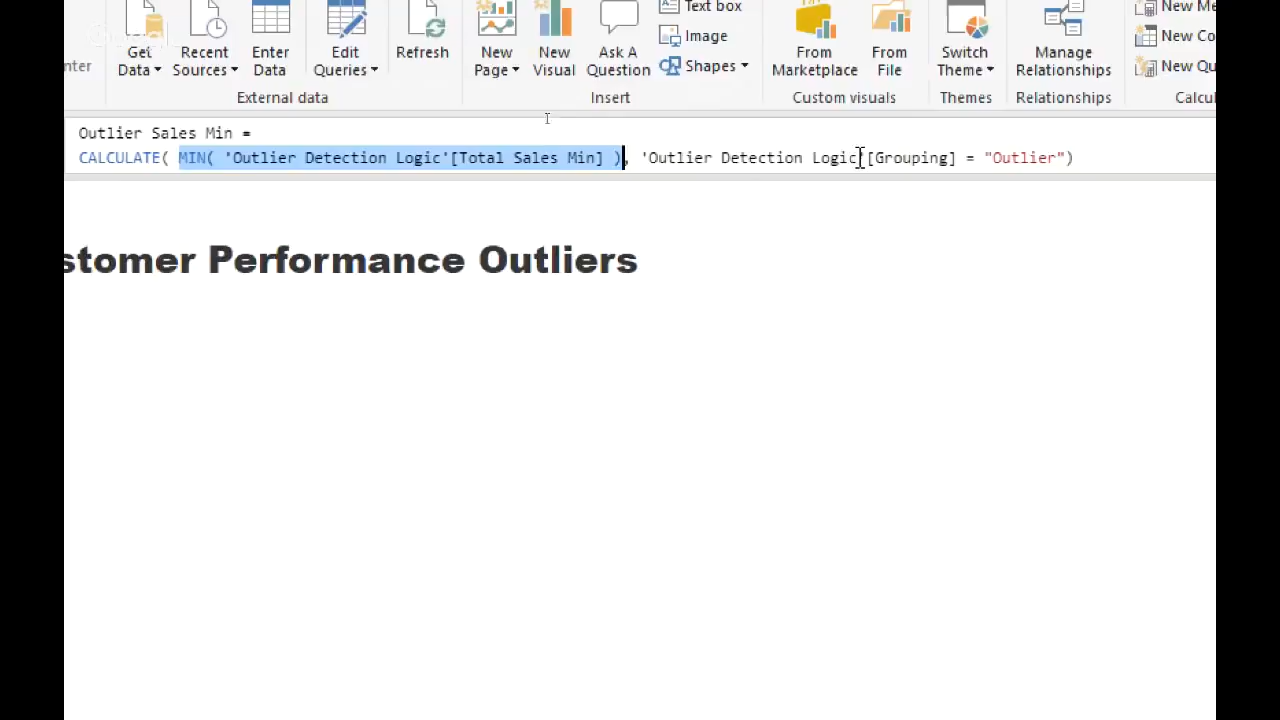 Text box
Image
Shapes
nter
Get Data
Recent Sources
Enter Data
Edit Queries
Refresh
New Page
New Visual
Ask A Question
From Marketplace
From File
Switch Theme
Manage Relationships
New Me
New Co
New Qu
External data
Insert
Custom visuals
Themes
Relationships
Calcu
Outlier Sales Min =
CALCULATE( MIN( 'Outlier Detection Logic'[Total Sales Min] ), 'Outlier Detection Logic'[Grouping] = "Outlier")
stomer Performance Outliers